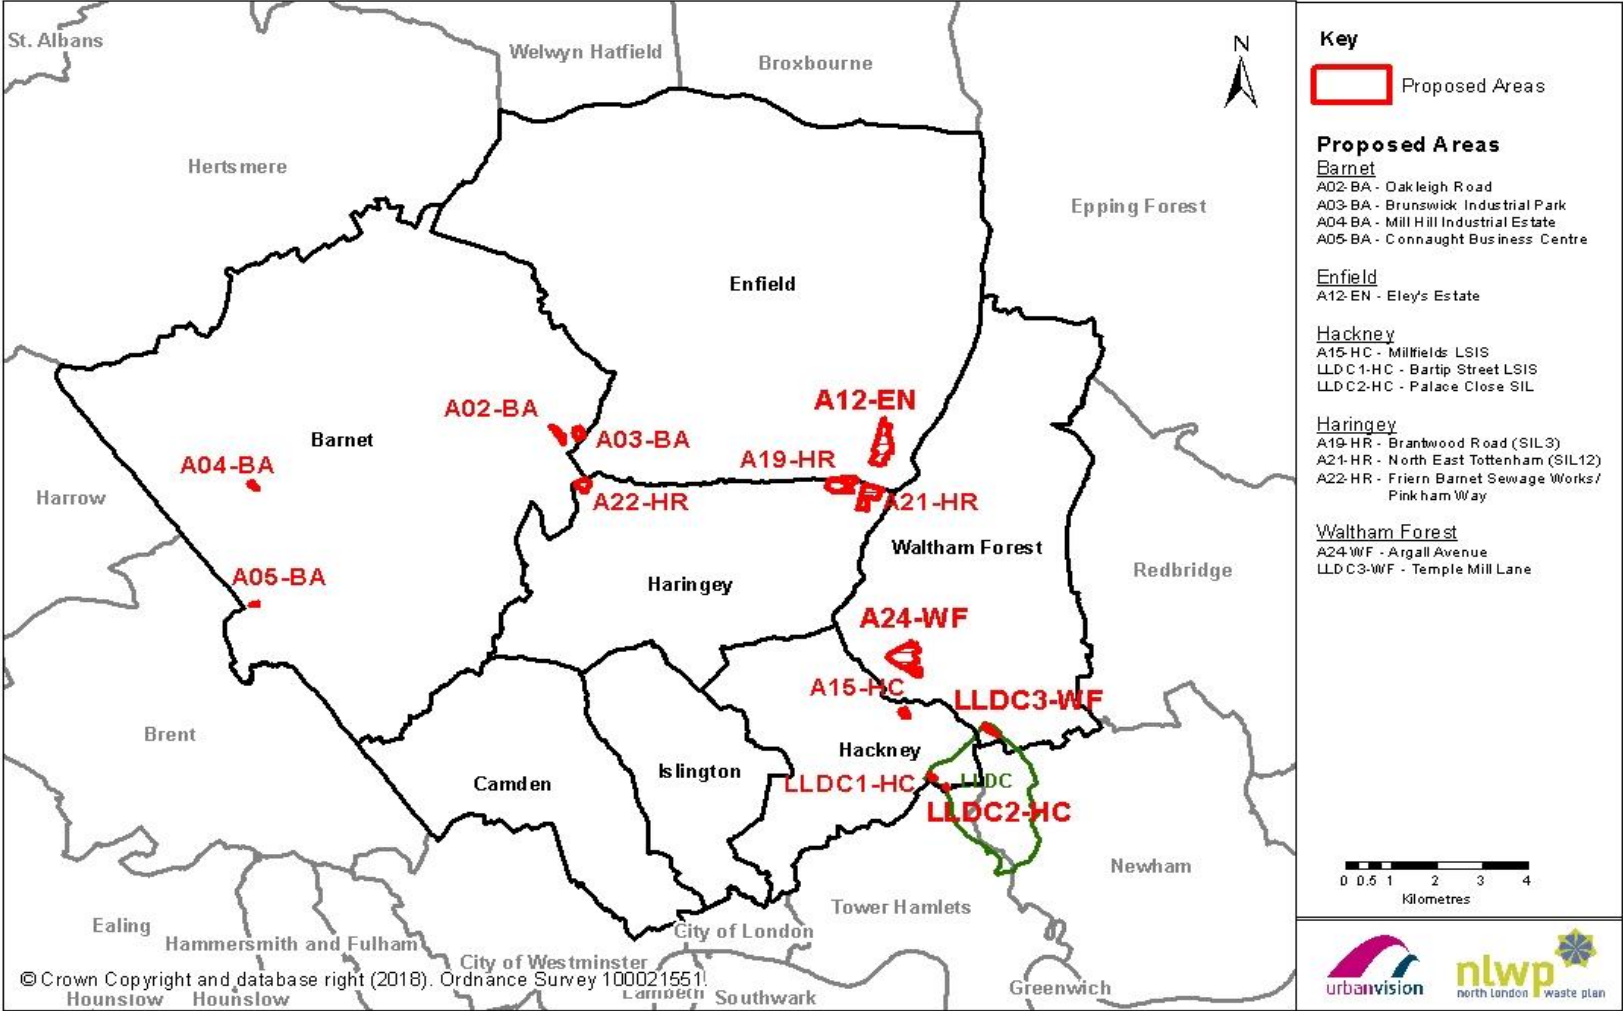 St. Albans
Welwyn Hatfield
Broxbourne
Hertsmere
Epping Forest
N
Enfield
A02-BA
A12-EN
Barnet
A03-BA
A04-BA
A19-HR
Harrow
A22-HR
A21-HR
Waltham Forest
A05-BA
Haringey
Redbridge
A24-WF
A15-HC
LLDC3-WF
Brent
Hackney
Islington
Camden
LLDC1-HC
LLDC
LLDC2-HC
Newham
Tower Hamlets
Ealing
City of London
Hammersmith and Fulham
City of Westminster
© Crown Copyright and database right (2018). Ordnance Survey 100021551.
Hounslow
Hounslow
Lambeth
Southwark
Greenwich
Key
Proposed Areas
Proposed Areas
Barnet
A02-BA - Oakleigh Road
A03-BA - Brunswick Industrial Park
A04-BA - Mill Hill Industrial Estate
A05-BA - Connaught Business Centre
Enfield
A12-EN - Eley's Estate
Hackney
A15-HC - Millfields LSIS
LLDC1-HC - Bartip Street LSIS
LLDC2-HC - Palace Close SIL
Haringey
A19-HR - Brantwood Road (SIL3)
A21-HR - North East Tottenham (SIL12)
A22-HR - Friern Barnet Sewage Works/
Pinkham Way
Waltham Forest
A24-WF - Argall Avenue
LLDC3-WF - Temple Mill Lane
0 0.5 1 2 3 4
Kilometres
urbanvision
nlwp
north london waste plan